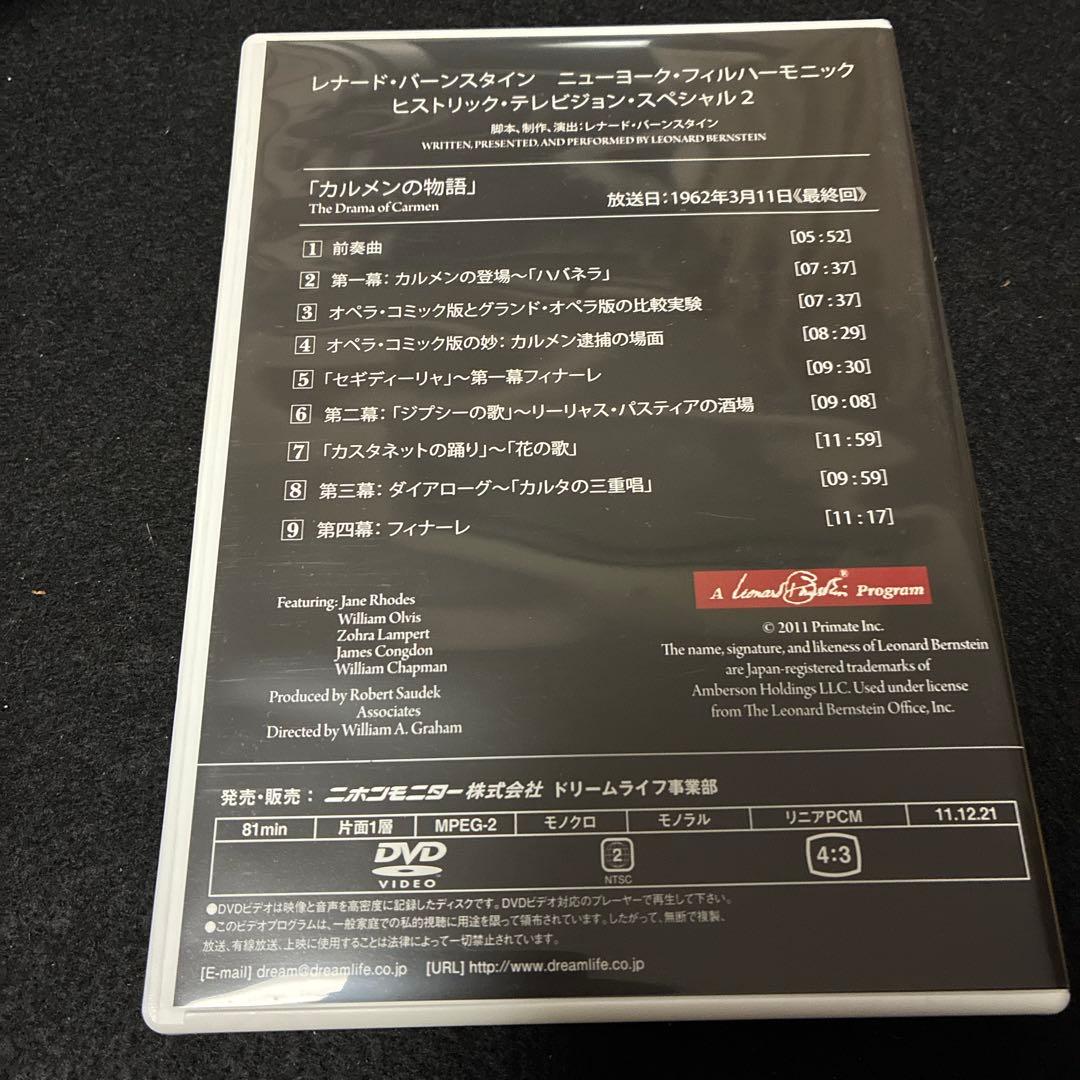 レナード・バーンスタイン　ニューヨーク・フィルハーモニック
ヒストリック・テレビジョン・スペシャル2
脚本、制作、演出：レナード・バーンスタイン
WRITTEN, PRESENTED, AND PERFORMED BY LEONARD BERNSTEIN
「カルメンの物語」 放送日：1962年3月11日《最終回》
The Drama of Carmen
1 前奏曲 [05:52]
2 第一幕：カルメンの登場〜「ハバネラ」 [07:37]
3 オペラ・コミック版とグランド・オペラ版の比較実験 [07:37]
4 オペラ・コミック版の妙：カルメン逮捕の場面 [08:29]
5 「セギディーリャ」〜第一幕フィナーレ [09:30]
6 第二幕：「ジプシーの歌」〜リーリャス・パスティアの酒場 [09:08]
7 「カスタネットの踊り」〜「花の歌」 [11:59]
8 第三幕：ダイアローグ〜「カルタの三重唱」 [09:59]
9 第四幕：フィナーレ [11:17]
Featuring: Jane Rhodes
William Olvis
Zohra Lampert
James Congdon
William Chapman
Produced by Robert Saudek
Associates
Directed by William A. Graham
A Leonard Bernstein® Program
© 2011 Primate Inc.
The name, signature, and likeness of Leonard Bernstein
are Japan-registered trademarks of
Amberson Holdings LLC. Used under license
from The Leonard Bernstein Office, Inc.
発売・販売：ニホンモニター株式会社 ドリームライフ事業部
81min 片面1層 MPEG-2 モノクロ モノラル リニアPCM 11.12.21
DVD VIDEO 2 NTSC 4:3
●DVDビデオは映像と音声を高密度に記録したディスクです。DVDビデオ対応のプレーヤーで再生して下さい。
●このビデオプログラムは、一般家庭での私的視聴に用途を限って頒布されています。したがって、無断で複製、
放送、有線放送、上映に使用することは法律によって一切禁止されています。
[E-mail] dream@dreamlife.co.jp [URL] http://www.dreamlife.co.jp